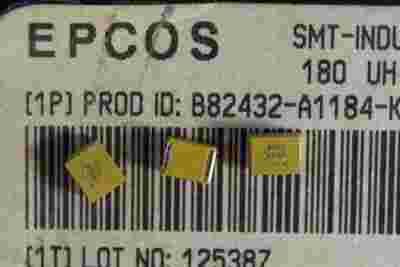 EPCOS
SMT-INDU
180 UH
[1P] PROD ID: B82432-A1184-K
[1T] LOT NO: 125387